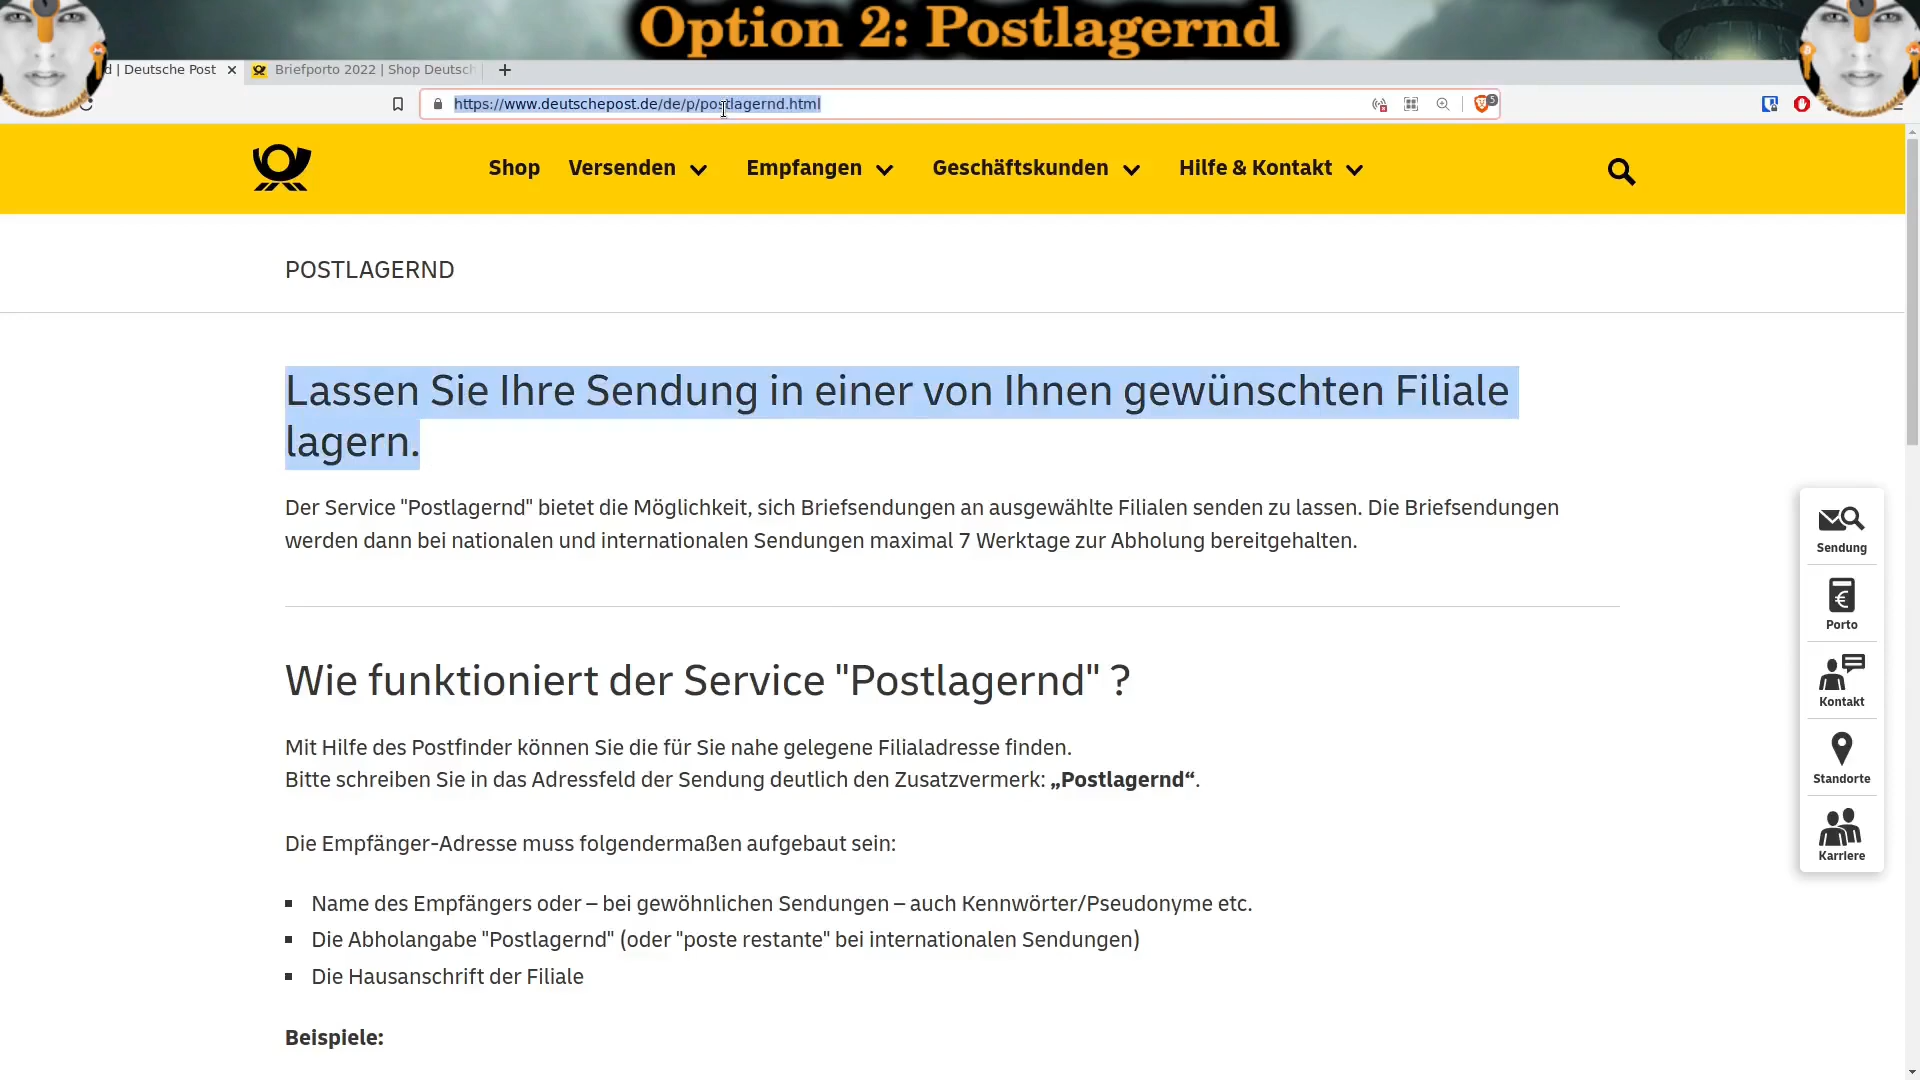 Option 2: Postlagernd
d | Deutsche Post
Briefporto 2022 | Shop Deutsch
https://www.deutschepost.de/de/p/postlagernd.html
5
Shop Versenden Empfangen Geschäftskunden Hilfe & Kontakt
POSTLAGERND
Lassen Sie Ihre Sendung in einer von Ihnen gewünschten Filiale
lagern.
Der Service "Postlagernd" bietet die Möglichkeit, sich Briefsendungen an ausgewählte Filialen senden zu lassen. Die Briefsendungen
werden dann bei nationalen und internationalen Sendungen maximal 7 Werktage zur Abholung bereitgehalten.
Wie funktioniert der Service "Postlagernd" ?
Mit Hilfe des Postfinder können Sie die für Sie nahe gelegene Filialadresse finden.
Bitte schreiben Sie in das Adressfeld der Sendung deutlich den Zusatzvermerk: „Postlagernd“.
Die Empfänger-Adresse muss folgendermaßen aufgebaut sein:
Name des Empfängers oder – bei gewöhnlichen Sendungen – auch Kennwörter/Pseudonyme etc.
Die Abholangabe "Postlagernd" (oder "poste restante" bei internationalen Sendungen)
Die Hausanschrift der Filiale
Beispiele:
Sendung
Porto
Kontakt
Standorte
Karriere